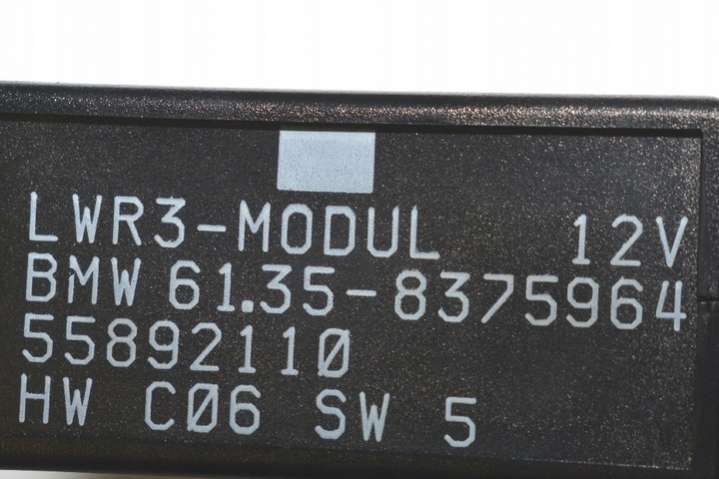 LWR3-MODUL 12V
BMW 61.35-8375964
55892110
HW C06 SW 5